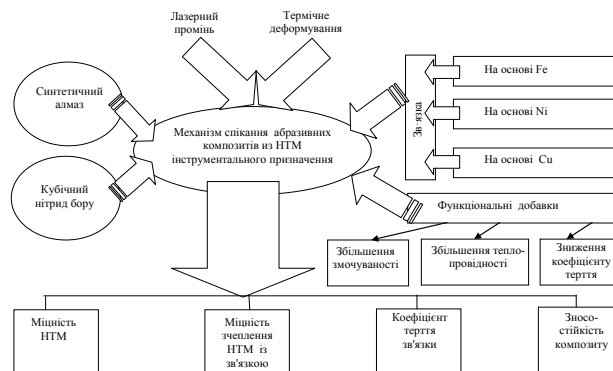 Лазерний
промінь
Термічне
деформування
Синтетичний
алмаз
Кубічний
нітрид бору
Механізм спікання абразивних
композитів из НТМ
інструментального призначення
Зв·язка
На основі Fe
На основі Ni
На основі Cu
Функціональні добавки
Збільшення
змочуваності
Збільшення тепло-
провідності
Зниження
коефіцієнту
тертя
Міцність
НТМ
Міцність
зчеплення
НТМ із
зв'язкою
Коефіцієнт
тертя
зв'язки
Зносо-
стійкість
композиту